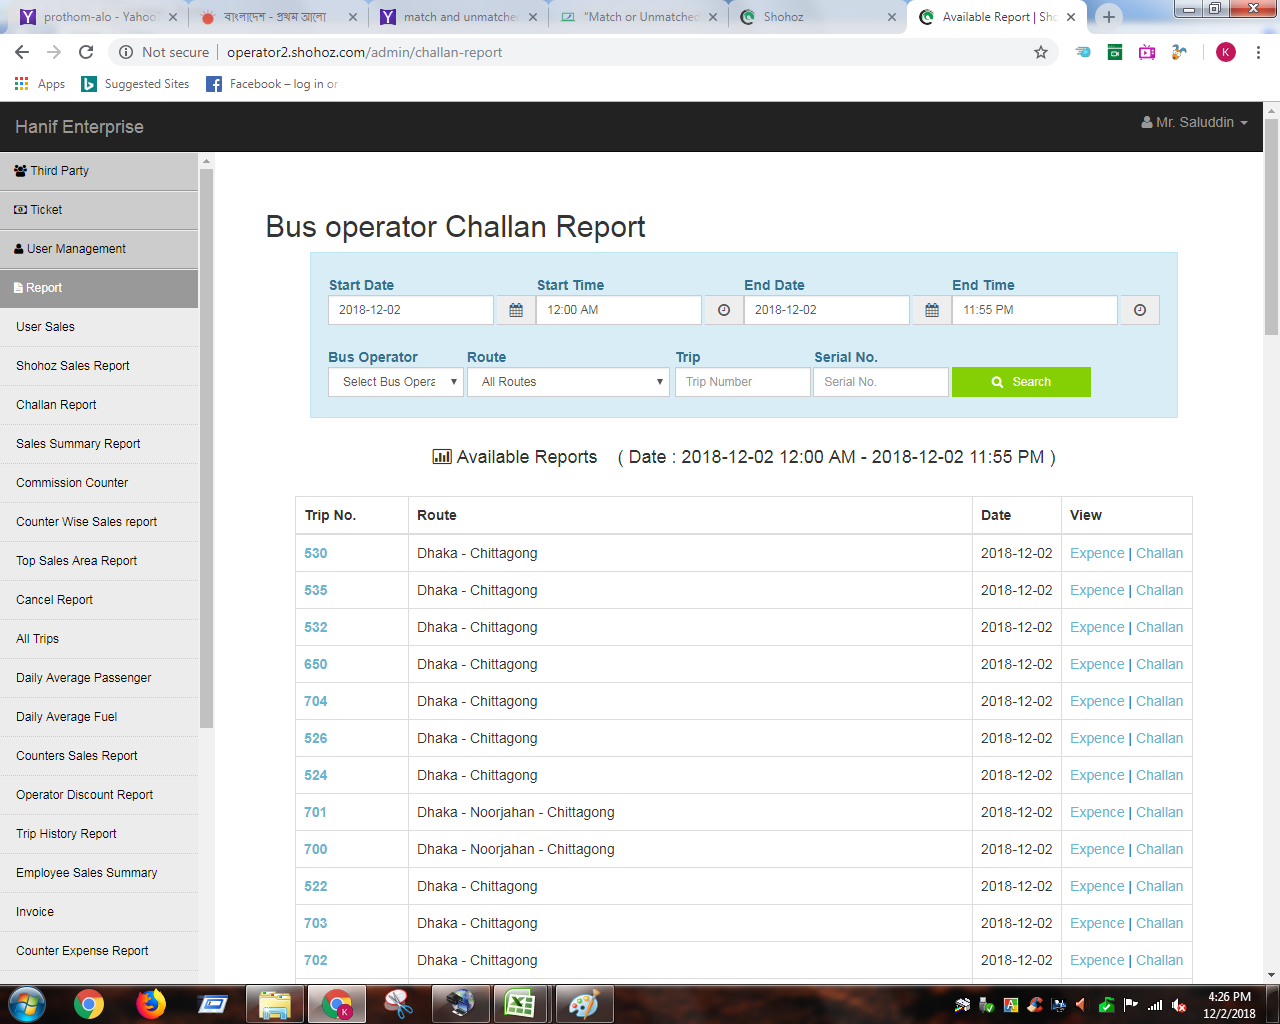 prothom-alo - Yahoo
বাংলাদেশ - প্রথম আলো
match and unmatche
"Match or Unmatched
Shohoz
Available Report | Sho
Not secure | operator2.shohoz.com/admin/challan-report
K
Apps
Suggested Sites
Facebook – log in or
Hanif Enterprise
Mr. Saluddin
Third Party
Ticket
User Management
Report
User Sales
Shohoz Sales Report
Challan Report
Sales Summary Report
Commission Counter
Counter Wise Sales report
Top Sales Area Report
Cancel Report
All Trips
Daily Average Passenger
Daily Average Fuel
Counters Sales Report
Operator Discount Report
Trip History Report
Employee Sales Summary
Invoice
Counter Expense Report
Bus operator Challan Report
Start Date Start Time End Date End Time
2018-12-02 12:00 AM 2018-12-02 11:55 PM
Bus Operator Route Trip Serial No.
Select Bus Opera All Routes Trip Number Serial No. Search
Available Reports ( Date : 2018-12-02 12:00 AM - 2018-12-02 11:55 PM )
Trip No. Route Date View
530 Dhaka - Chittagong 2018-12-02 Expence | Challan
535 Dhaka - Chittagong 2018-12-02 Expence | Challan
532 Dhaka - Chittagong 2018-12-02 Expence | Challan
650 Dhaka - Chittagong 2018-12-02 Expence | Challan
704 Dhaka - Chittagong 2018-12-02 Expence | Challan
526 Dhaka - Chittagong 2018-12-02 Expence | Challan
524 Dhaka - Chittagong 2018-12-02 Expence | Challan
701 Dhaka - Noorjahan - Chittagong 2018-12-02 Expence | Challan
700 Dhaka - Noorjahan - Chittagong 2018-12-02 Expence | Challan
522 Dhaka - Chittagong 2018-12-02 Expence | Challan
703 Dhaka - Chittagong 2018-12-02 Expence | Challan
702 Dhaka - Chittagong 2018-12-02 Expence | Challan
K
4:26 PM
12/2/2018